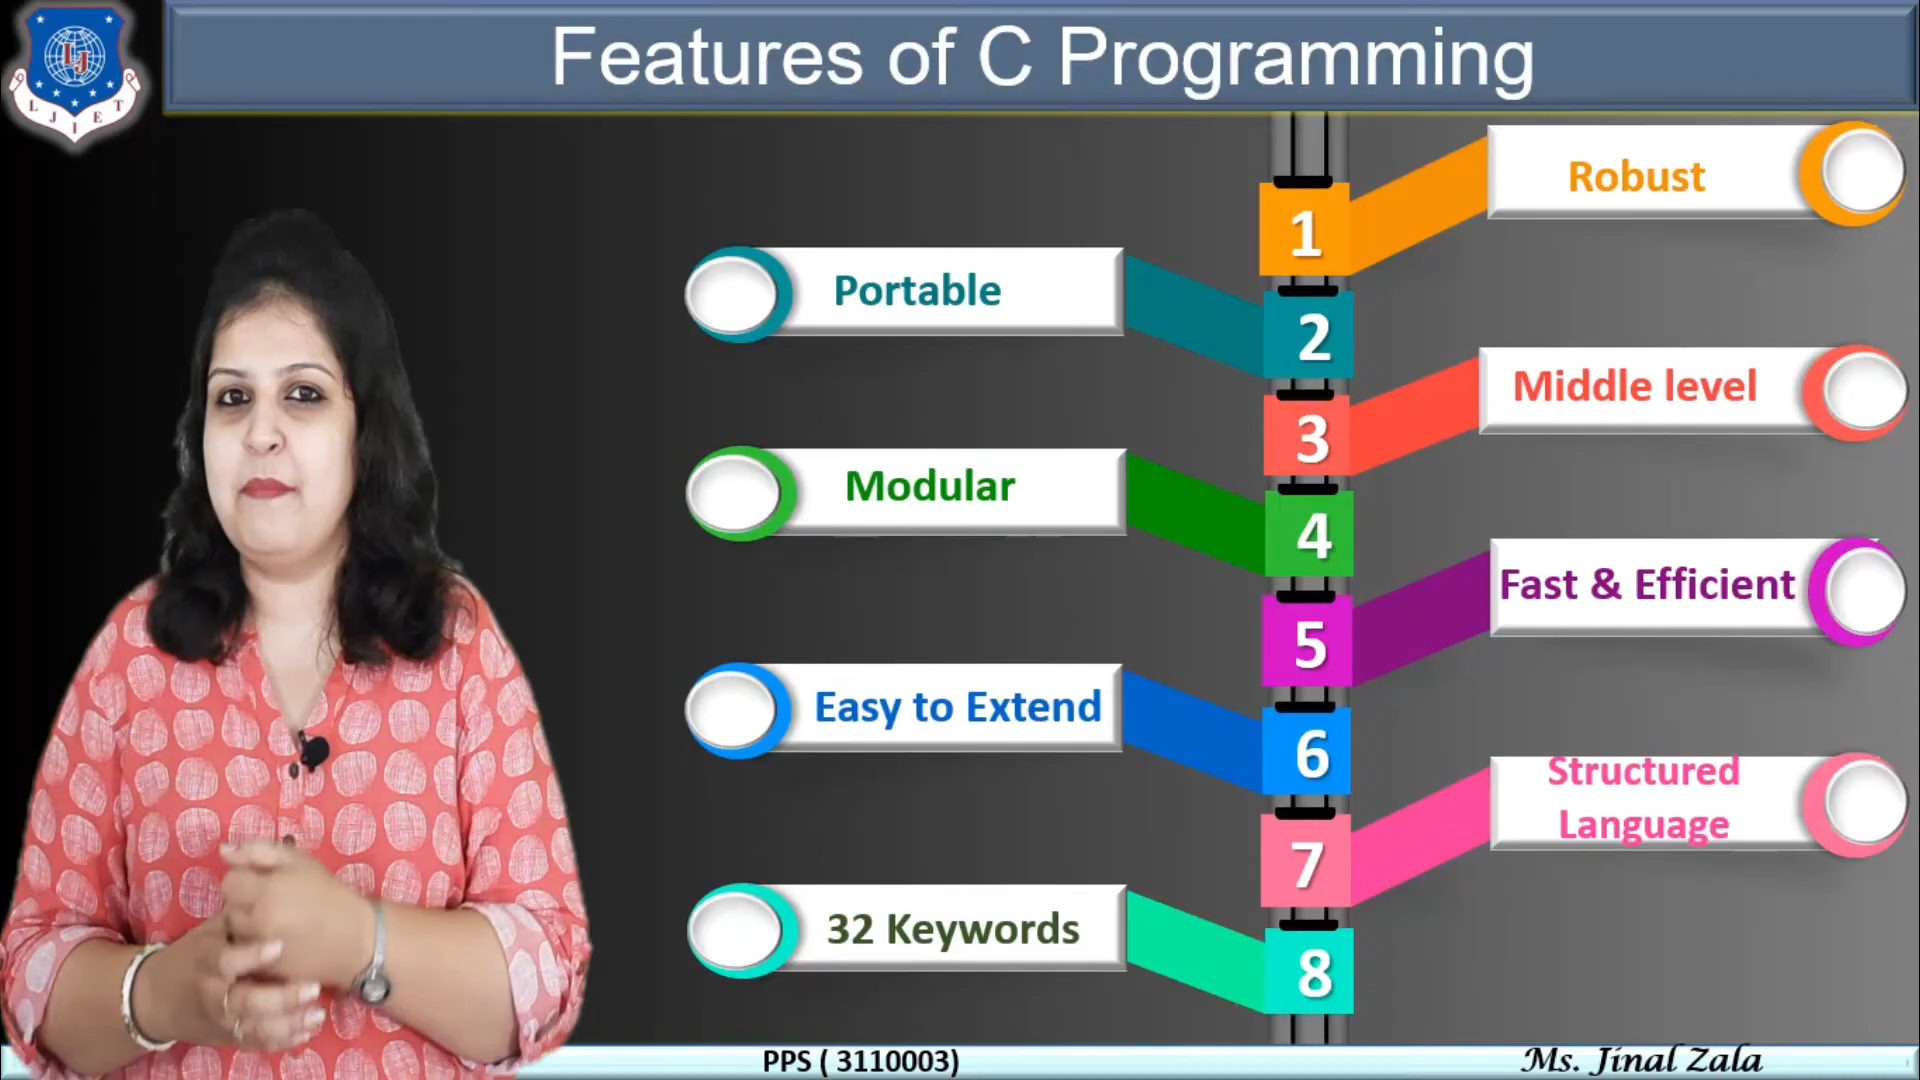 Features of C Programming
LJ
L J I E T
1
Robust
Portable
2
Middle level
3
Modular
4
Fast & Efficient
5
Easy to Extend
6
Structured
Language
7
32 Keywords
8
PPS ( 3110003)
Ms. Jinal Zala